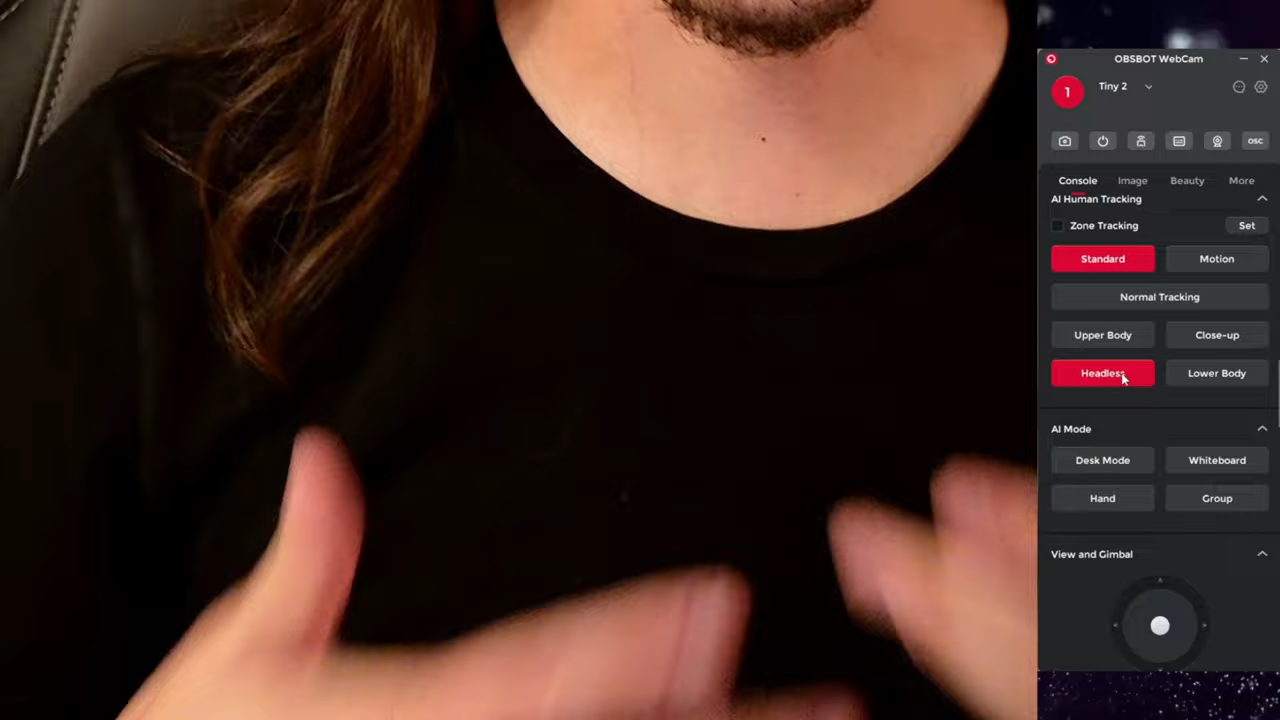 OBSBOT WebCam
1
Tiny 2
OSC
Console Image Beauty More
AI Human Tracking
Zone Tracking Set
Standard Motion
Normal Tracking
Upper Body Close-up
Headless Lower Body
AI Mode
Desk Mode Whiteboard
Hand Group
View and Gimbal